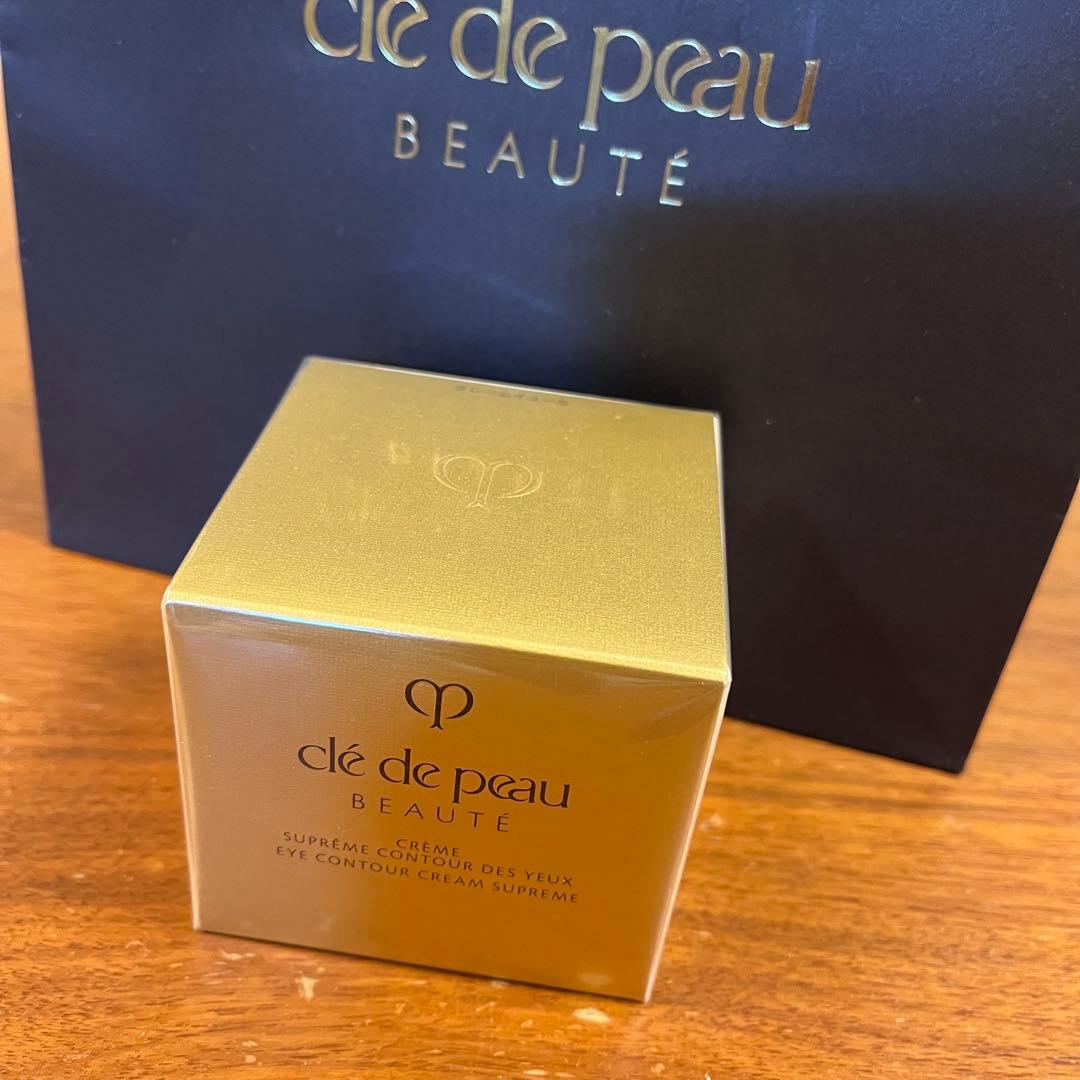 clé de peau
BEAUTÉ
clé de peau
BEAUTÉ
CRÈME
SUPRÊME CONTOUR DES YEUX
EYE CONTOUR CREAM SUPREME